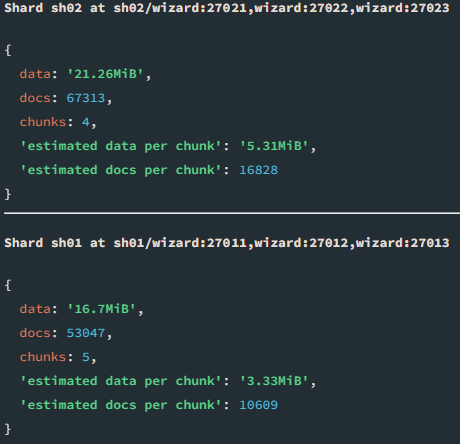 Shard sh02 at sh02/wizard:27021,wizard:27022,wizard:27023
{
  data: '21.26MiB',
  docs: 67313,
  chunks: 4,
  'estimated data per chunk': '5.31MiB',
  'estimated docs per chunk': 16828
}
Shard sh01 at sh01/wizard:27011,wizard:27012,wizard:27013
{
  data: '16.7MiB',
  docs: 53047,
  chunks: 5,
  'estimated data per chunk': '3.33MiB',
  'estimated docs per chunk': 10609
}